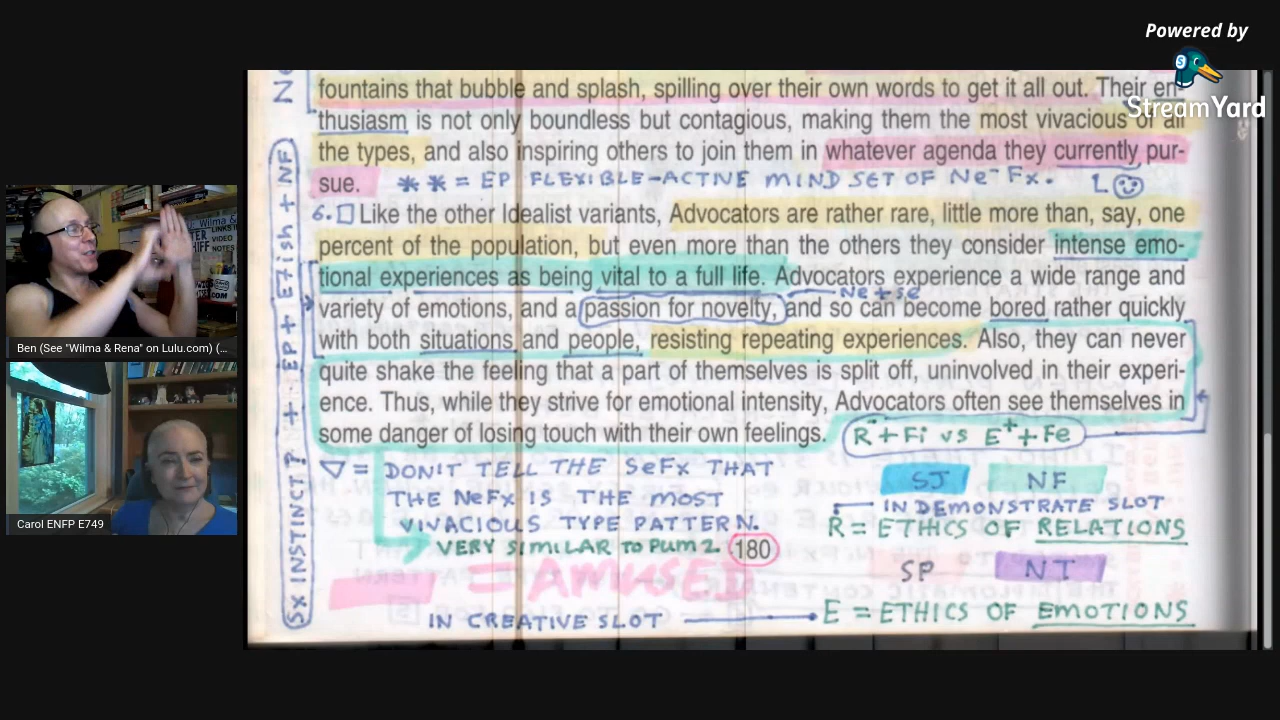 Powered by
StreamYard
Ne
fountains that bubble and splash, spilling over their own words to get it all out. Their en-
thusiasm is not only boundless but contagious, making them the most vivacious of all
the types, and also inspiring others to join them in whatever agenda they currently pur-
sue. ** = EP FLEXIBLE-ACTIVE MIND SET OF Ne-Fx. L
6. Like the other Idealist variants, Advocators are rather rare, little more than, say, one
percent of the population, but even more than the others they consider intense emo-
tional experiences as being vital to a full life. Advocators experience a wide range and
Ne + se
variety of emotions, and a passion for novelty, and so can become bored rather quickly
with both situations and people, resisting repeating experiences. Also, they can never
quite shake the feeling that a part of themselves is split off, uninvolved in their experi-
ence. Thus, while they strive for emotional intensity, Advocators often see themselves in
some danger of losing touch with their own feelings. R-+Fi vs E++Fe
▽ = DON'T TELL THE SeFx THAT
THE NeFx IS THE MOST
VIVACIOUS TYPE PATTERN.
VERY SIMILAR TO PUM 2 180
= AMUSED
IN CREATIVE SLOT
SJ NF
IN DEMONSTRATE SLOT
R = ETHICS OF RELATIONS
SP NT
E = ETHICS OF EMOTIONS
Sx INSTINCT? + EP + E7ish + NF
Ben (See "Wilma & Rena" on Lulu.com) (...
Carol ENFP E749